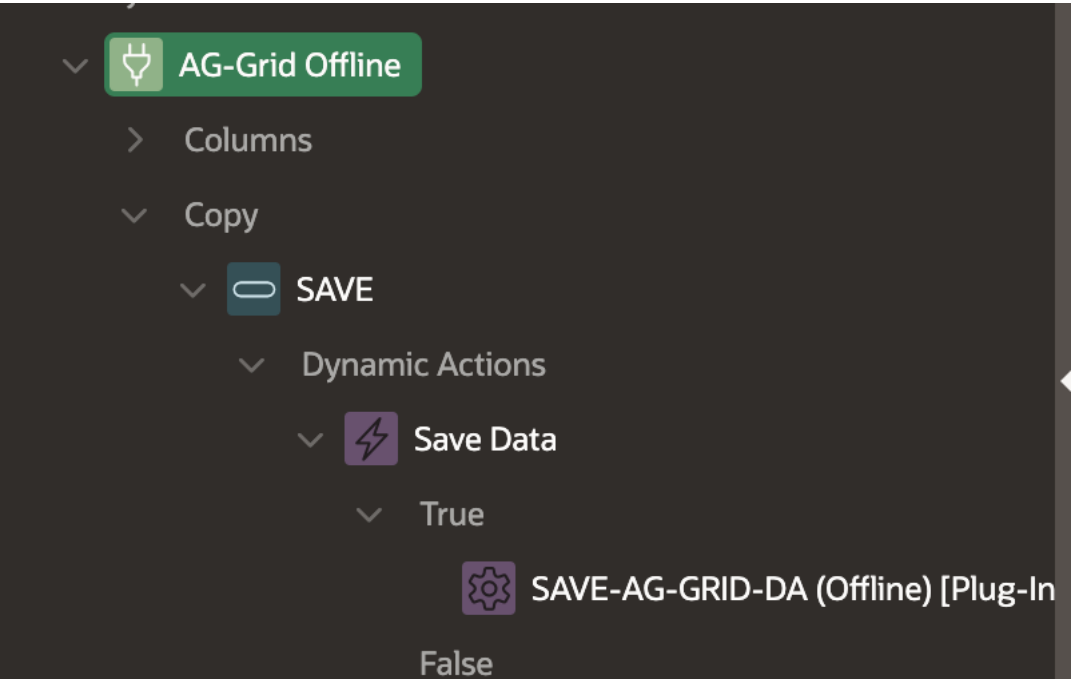 AG-Grid Offline
Columns
Copy
SAVE
Dynamic Actions
Save Data
True
SAVE-AG-GRID-DA (Offline) [Plug-In
False